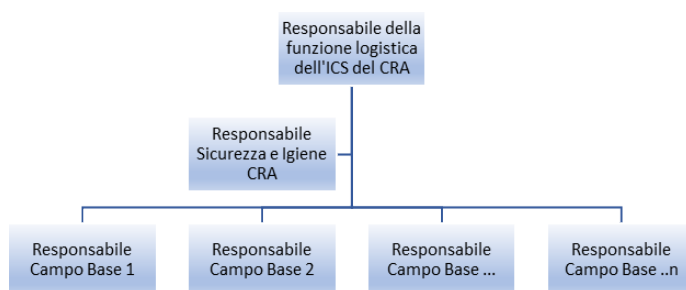 Responsabile della
funzione logistica
dell'ICS del CRA
Responsabile
Sicurezza e Igiene
CRA
Responsabile
Campo Base 1
Responsabile
Campo Base 2
Responsabile
Campo Base ...
Responsabile
Campo Base ..n